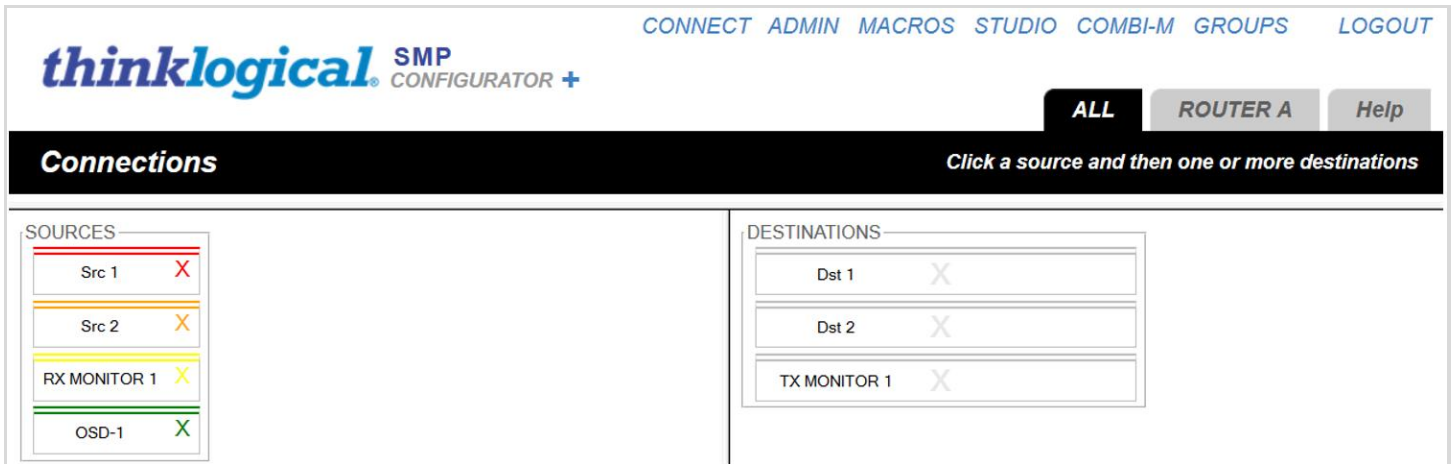 CONNECT ADMIN MACROS STUDIO COMBI-M GROUPS LOGOUT
thinklogical® SMP
CONFIGURATOR +
ALL ROUTER A Help
Connections Click a source and then one or more destinations
SOURCES
Src 1 X
Src 2 X
RX MONITOR 1 X
OSD-1 X
DESTINATIONS
Dst 1 X
Dst 2 X
TX MONITOR 1 X